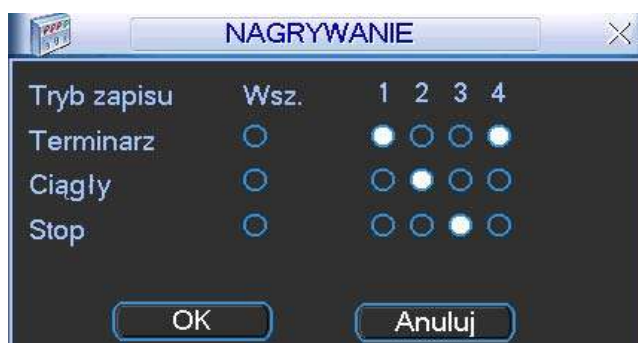 NAGRYWANIE
Tryb zapisu Wsz. 1 2 3 4
Terminarz
Ciągły
Stop
OK Anuluj